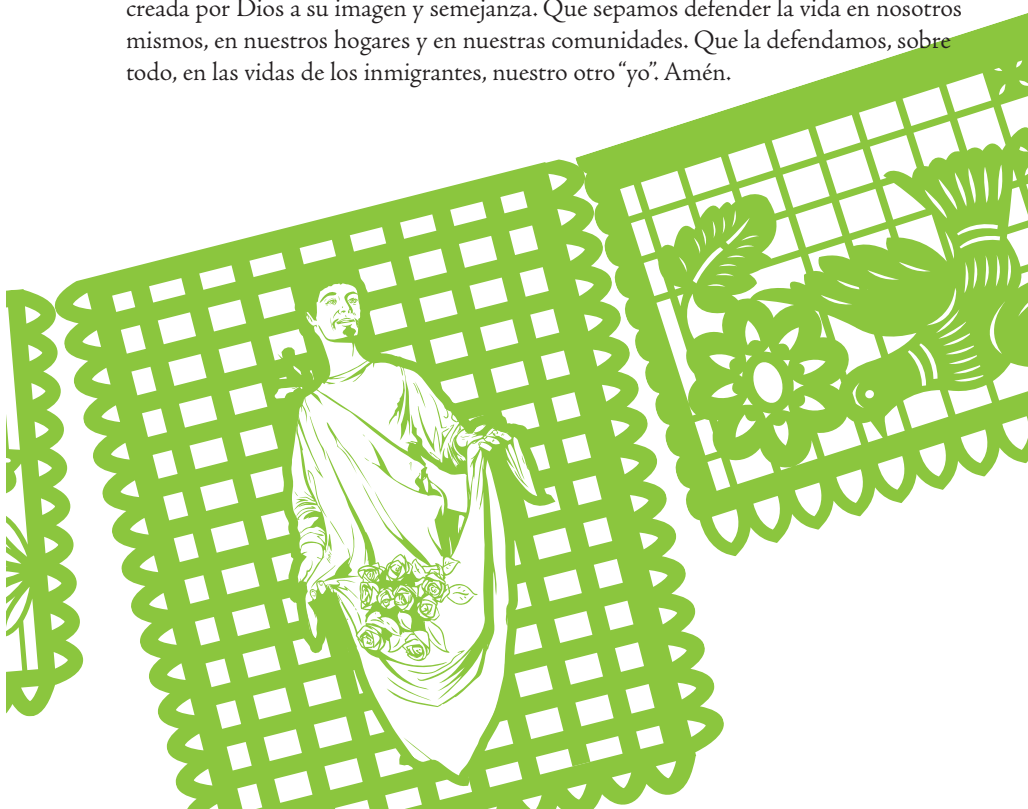 creada por Dios a su imagen y semejanza. Que sepamos defender la vida en nosotros
mismos, en nuestros hogares y en nuestras comunidades. Que la defendamos, sobre
todo, en las vidas de los inmigrantes, nuestro otro “yo”. Amén.